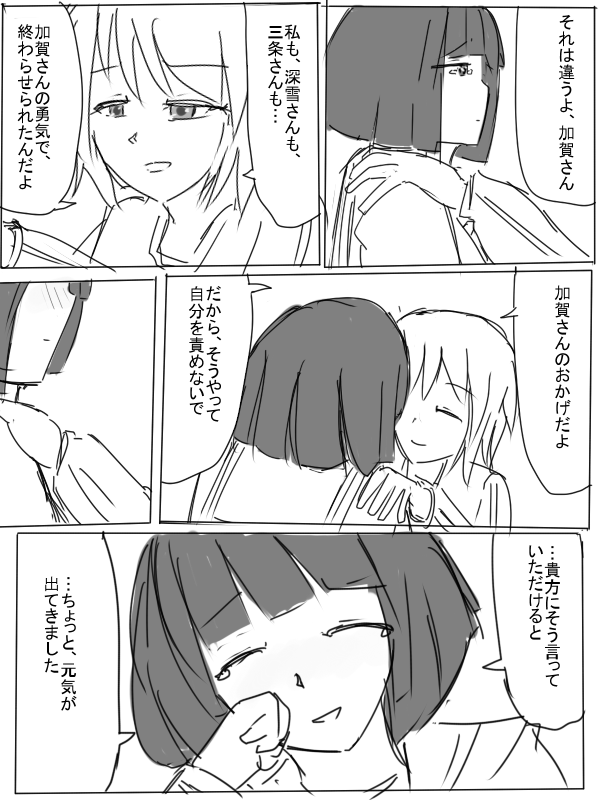 それは違うよ、加賀さん
私も、深雪さんも、
三条さんも…
加賀さんの勇気で、
終わらせられたんだよ
加賀さんのおかげだよ
だから、そうやって
自分を責めないで
…貴方にそう言って
いただけると
…ちょっと、元気が
出てきました